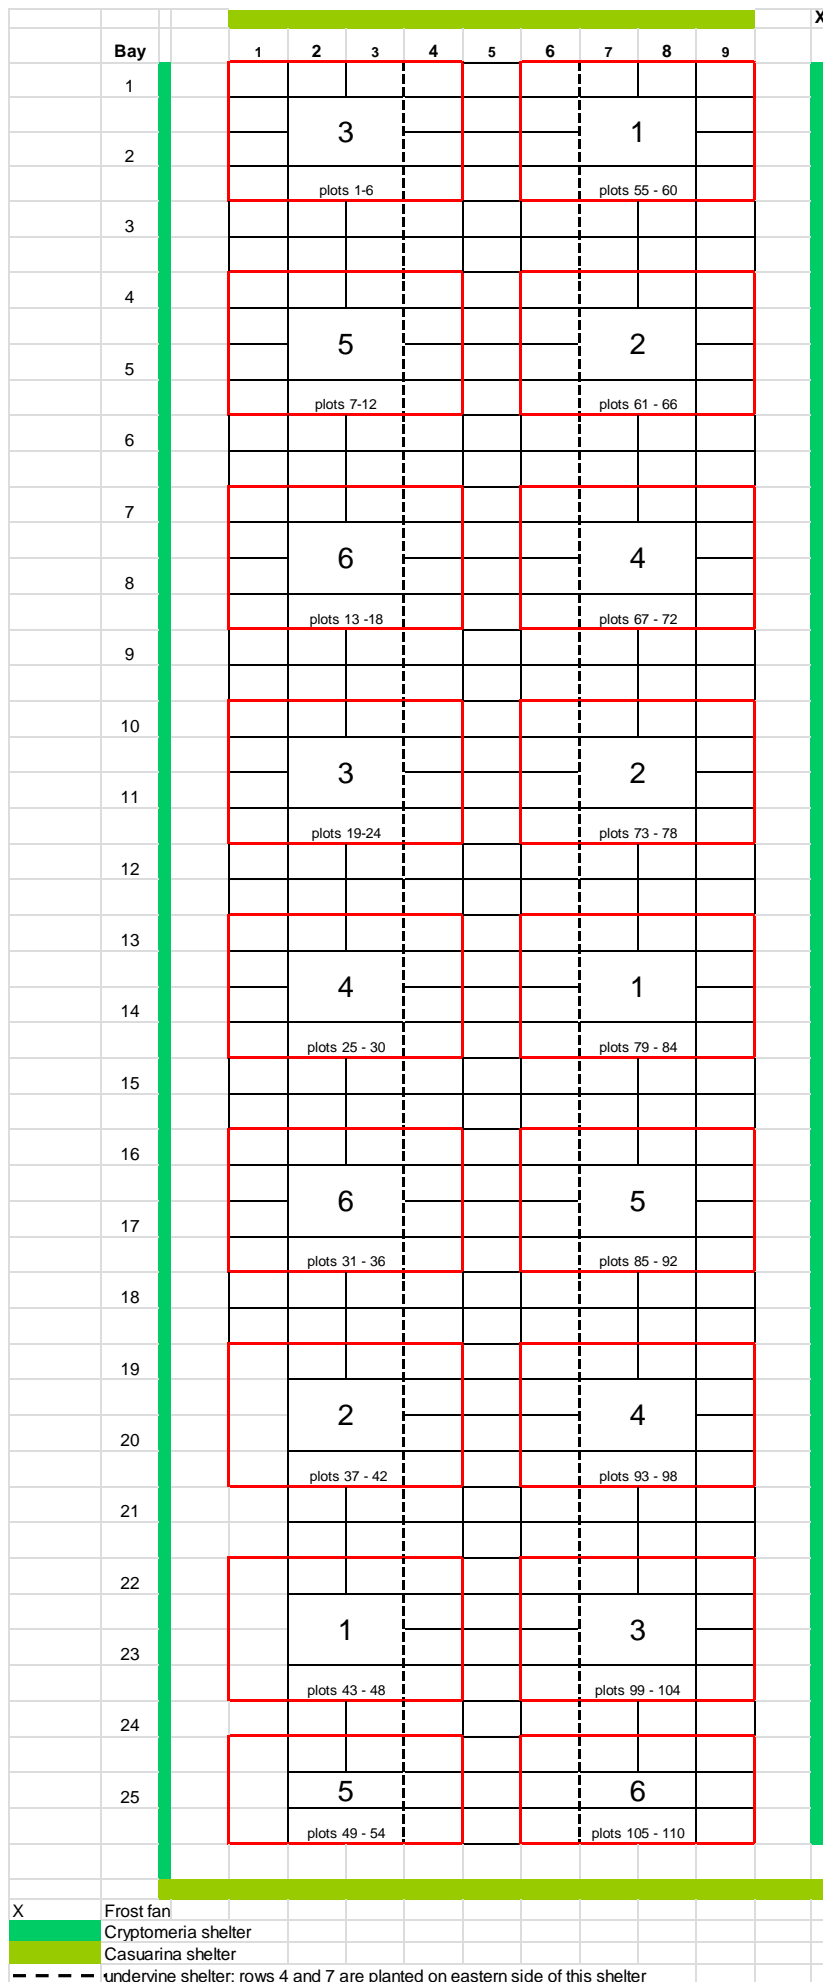 X
Bay 1 2 3 4 5 6 7 8 9
1
3 1
2
plots 1-6 plots 55 - 60
3
4
5 2
5
plots 7-12 plots 61 - 66
6
7
6 4
8
plots 13 -18 plots 67 - 72
9
10
3 2
11
plots 19-24 plots 73 - 78
12
13
4 1
14
plots 25 - 30 plots 79 - 84
15
16
6 5
17
plots 31 - 36 plots 85 - 92
18
19
2 4
20
plots 37 - 42 plots 93 - 98
21
22
1 3
23
plots 43 - 48 plots 99 - 104
24
25 5 6
plots 49 - 54 plots 105 - 110
X Frost fan
Cryptomeria shelter
Casuarina shelter
undervine shelter; rows 4 and 7 are planted on eastern side of this shelter